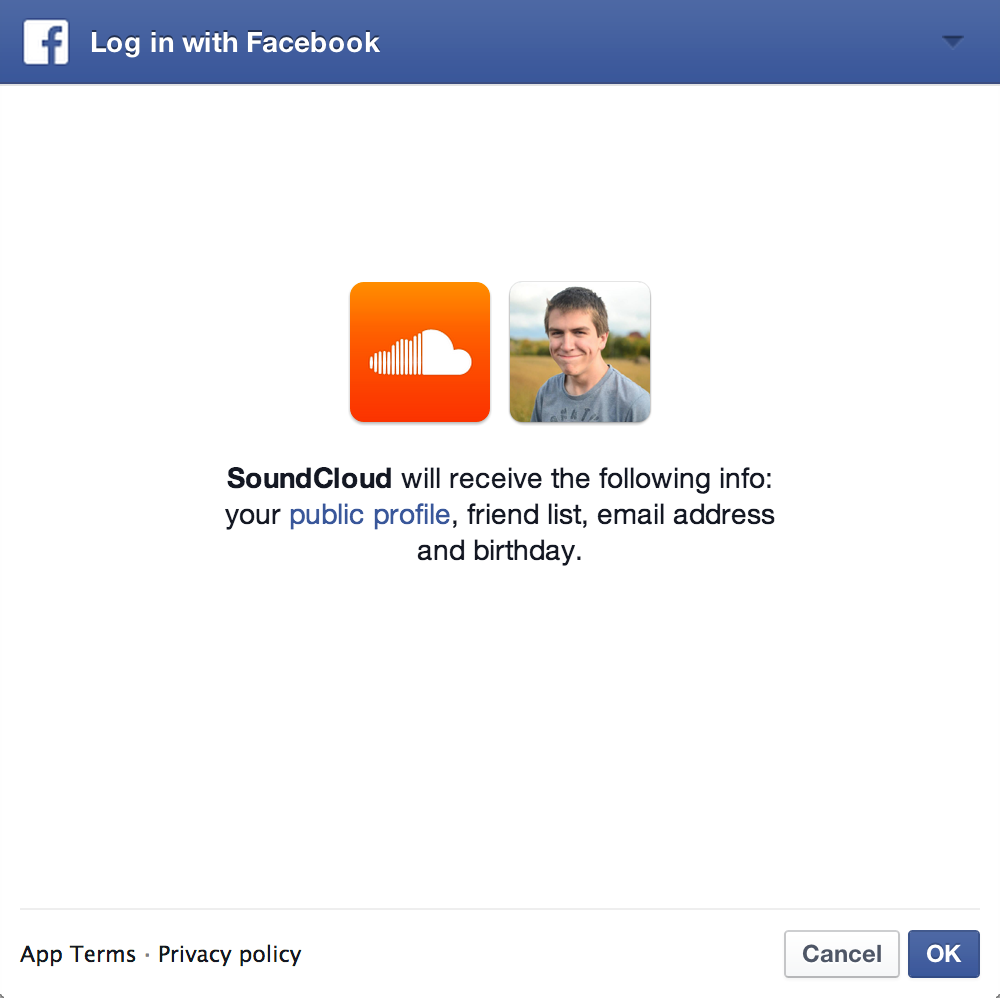 Log in with Facebook
SoundCloud will receive the following info:
your public profile, friend list, email address
and birthday.
App Terms · Privacy policy
Cancel
OK